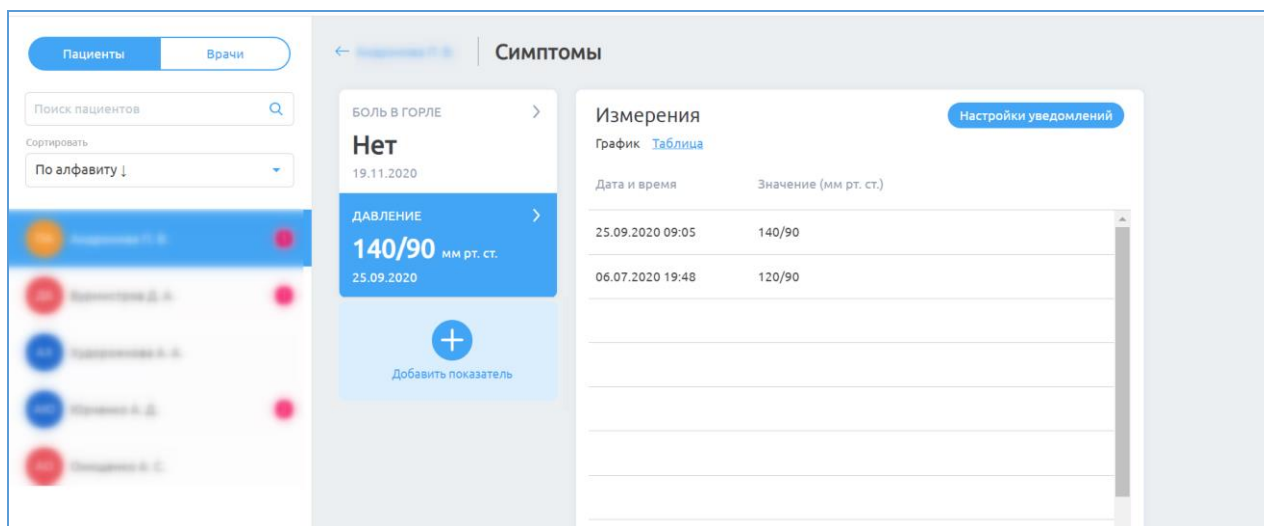 Пациенты Врачи
Поиск пациентов
Сортировать
По алфавиту ↓
←
Симптомы
БОЛЬ В ГОРЛЕ
Нет
19.11.2020
ДАВЛЕНИЕ
140/90 мм рт. ст.
25.09.2020
Добавить показатель
Измерения
Настройки уведомлений
График Таблица
Дата и время Значение (мм рт. ст.)
25.09.2020 09:05 140/90
06.07.2020 19:48 120/90